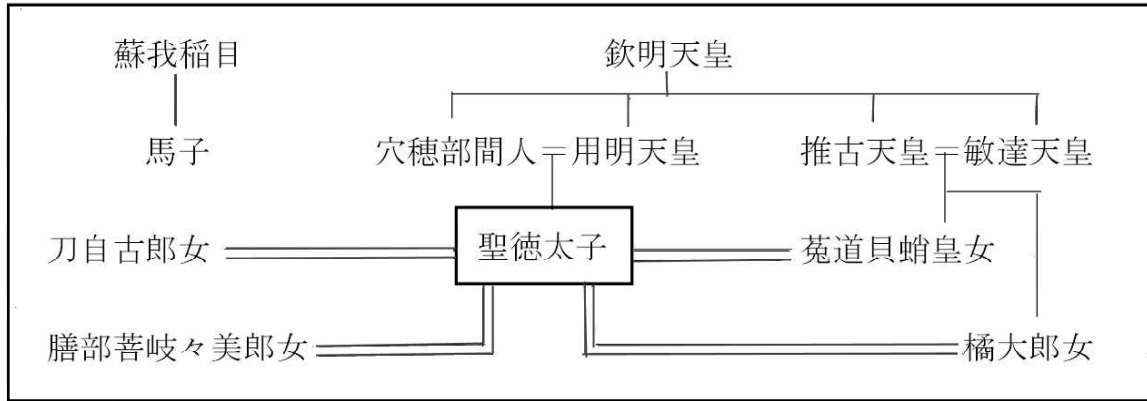 蘇我稲目 欽明天皇
馬子 穴穂部間人 用明天皇 推古天皇 敏達天皇
刀自古郎女 聖徳太子 菟道貝蛸皇女
膳部菩岐々美郎女 橘大郎女